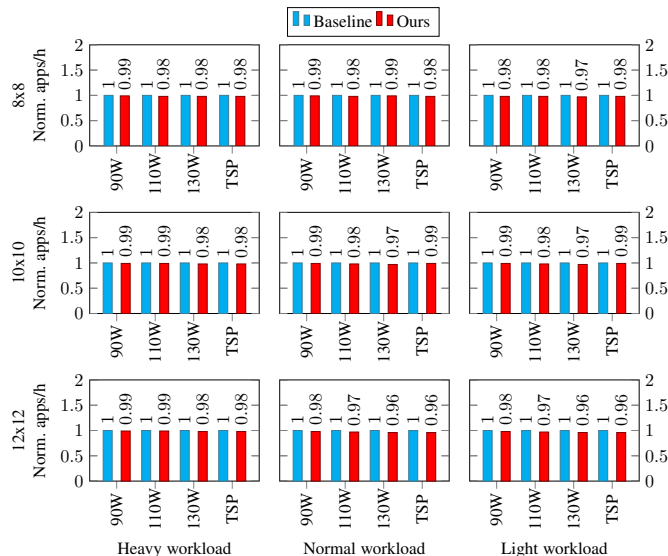 Baseline Ours
8x8
Norm. apps/h
1 0.99 1 0.98 1 0.98 1 0.98
1 0.99 1 0.98 1 0.99 1 0.98
1 0.98 1 0.98 1 0.97 1 0.98
2
1.5
1
0.5
0
2
1.5
1
0.5
0
90W 110W 130W TSP
90W 110W 130W TSP
90W 110W 130W TSP
10x10
Norm. apps/h
1 0.99 1 0.99 1 0.98 1 0.98
1 0.99 1 0.98 1 0.97 1 0.99
1 0.99 1 0.98 1 0.97 1 0.99
2
1.5
1
0.5
0
2
1.5
1
0.5
0
90W 110W 130W TSP
90W 110W 130W TSP
90W 110W 130W TSP
12x12
Norm. apps/h
1 0.99 1 0.99 1 0.98 1 0.98
1 0.98 1 0.97 1 0.96 1 0.96
1 0.98 1 0.97 1 0.96 1 0.96
2
1.5
1
0.5
0
2
1.5
1
0.5
0
90W 110W 130W TSP
90W 110W 130W TSP
90W 110W 130W TSP
Heavy workload
Normal workload
Light workload